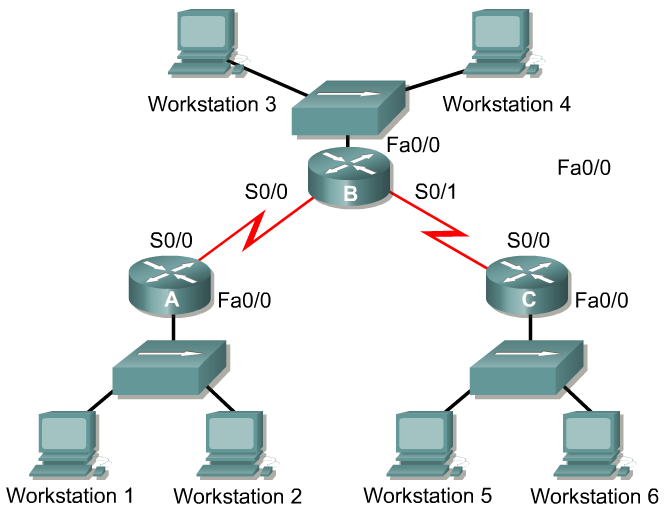 Workstation 3
Workstation 4
Fa0/0
Fa0/0
B
S0/0
S0/1
S0/0
S0/0
A
Fa0/0
C
Fa0/0
Workstation 1
Workstation 2
Workstation 5
Workstation 6